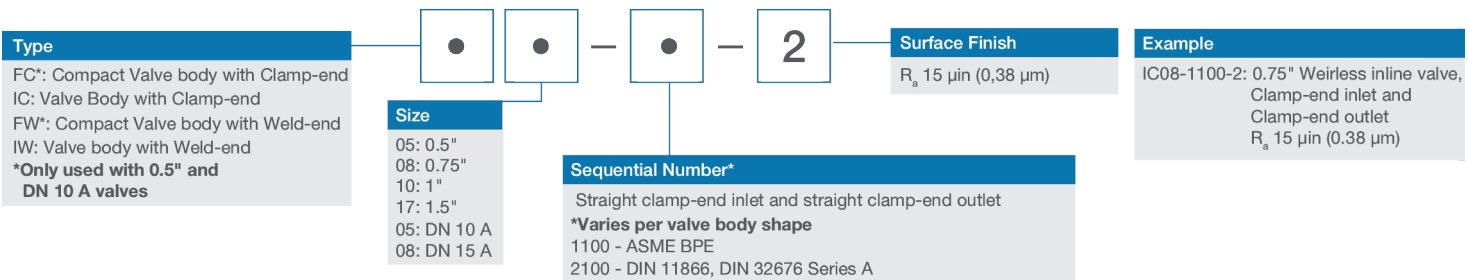 ● ● – ● – 2
Type
FC*: Compact Valve body with Clamp-end
IC: Valve Body with Clamp-end
FW*: Compact Valve body with Weld-end
IW: Valve body with Weld-end
*Only used with 0.5" and
DN 10 A valves
Size
05: 0.5"
08: 0.75"
10: 1"
17: 1.5"
05: DN 10 A
08: DN 15 A
Sequential Number*
Straight clamp-end inlet and straight clamp-end outlet
*Varies per valve body shape
1100 - ASME BPE
2100 - DIN 11866, DIN 32676 Series A
Surface Finish
Ra 15 µin (0,38 µm)
Example
IC08-1100-2: 0.75" Weirless inline valve,
Clamp-end inlet and
Clamp-end outlet
Ra 15 µin (0.38 µm)